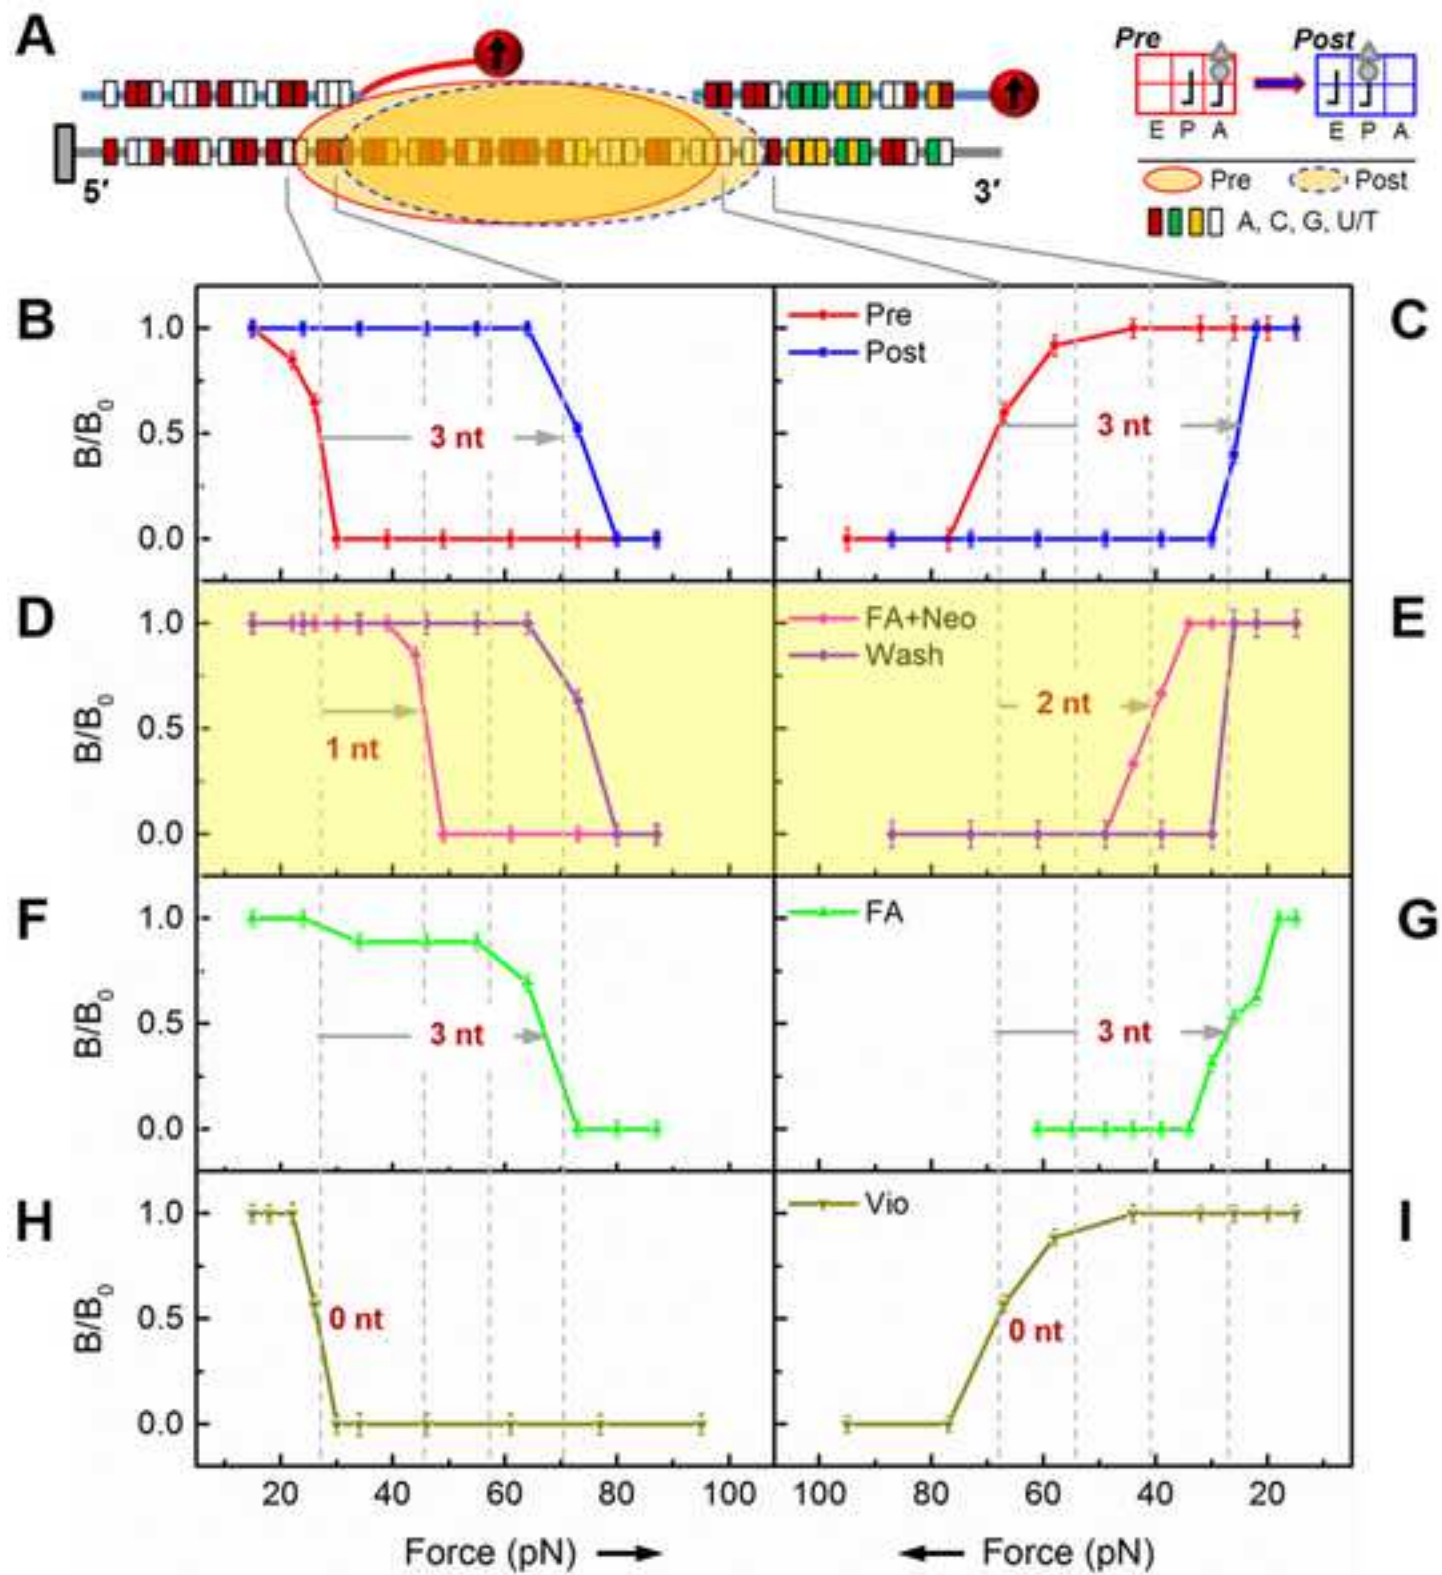 A
Pre
Post
E P A
E P A
5′
3′
Pre
Post
A, C, G, U/T
B
1.0
0.5
0.0
B/B0
3 nt
C
Pre
Post
3 nt
D
1.0
0.5
0.0
B/B0
1 nt
E
FA+Neo
Wash
2 nt
F
1.0
0.5
0.0
B/B0
3 nt
G
FA
3 nt
H
1.0
0.5
0.0
B/B0
0 nt
I
Vio
0 nt
20 40 60 80 100
100 80 60 40 20
Force (pN) →
← Force (pN)